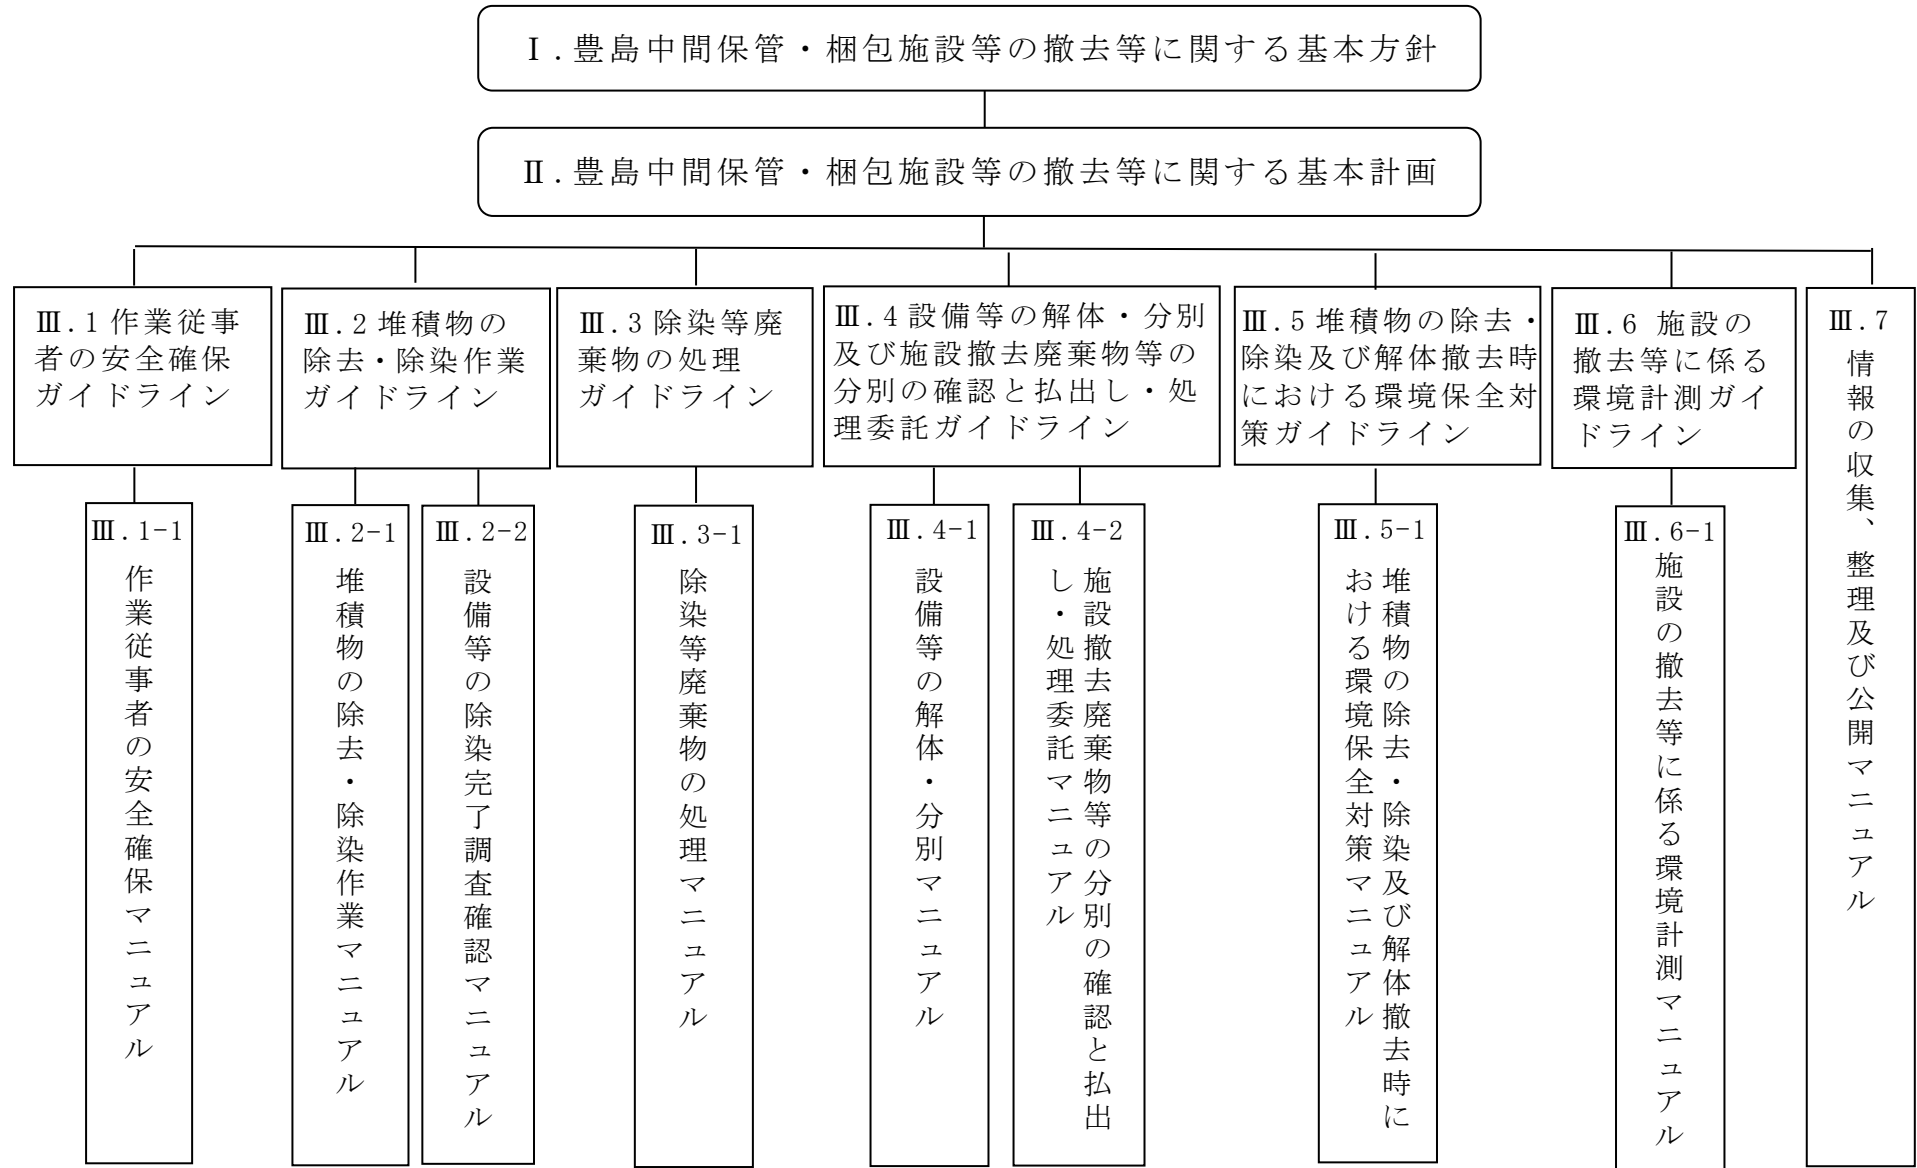 Ⅰ.豊島中間保管・梱包施設等の撤去等に関する基本方針
Ⅱ.豊島中間保管・梱包施設等の撤去等に関する基本計画
Ⅲ.1 作業従事
者の安全確保
ガイドライン
Ⅲ.2 堆積物の
除去・除染作業
ガイドライン
Ⅲ.3 除染等廃
棄物の処理
ガイドライン
Ⅲ.4 設備等の解体・分別
及び施設撤去廃棄物等の
分別の確認と払出し・処
理委託ガイドライン
Ⅲ.5 堆積物の除去・
除染及び解体撤去時
における環境保全対
策ガイドライン
Ⅲ.6 施設の
撤去等に係る
環境計測ガイ
ドライン
Ⅲ.7
情報の収集、整理及び公開マニュアル
Ⅲ.1-1
作業従事者の安全確保マニュアル
Ⅲ.2-1
堆積物の除去・除染作業マニュアル
Ⅲ.2-2
設備等の除染完了調査確認マニュアル
Ⅲ.3-1
除染等廃棄物の処理マニュアル
Ⅲ.4-1
設備等の解体・分別マニュアル
Ⅲ.4-2
施設撤去廃棄物等の分別の確認と払出
し・処理委託マニュアル
Ⅲ.5-1
堆積物の除去・除染及び解体撤去時に
おける環境保全対策マニュアル
Ⅲ.6-1
施設の撤去等に係る環境計測マニュアル